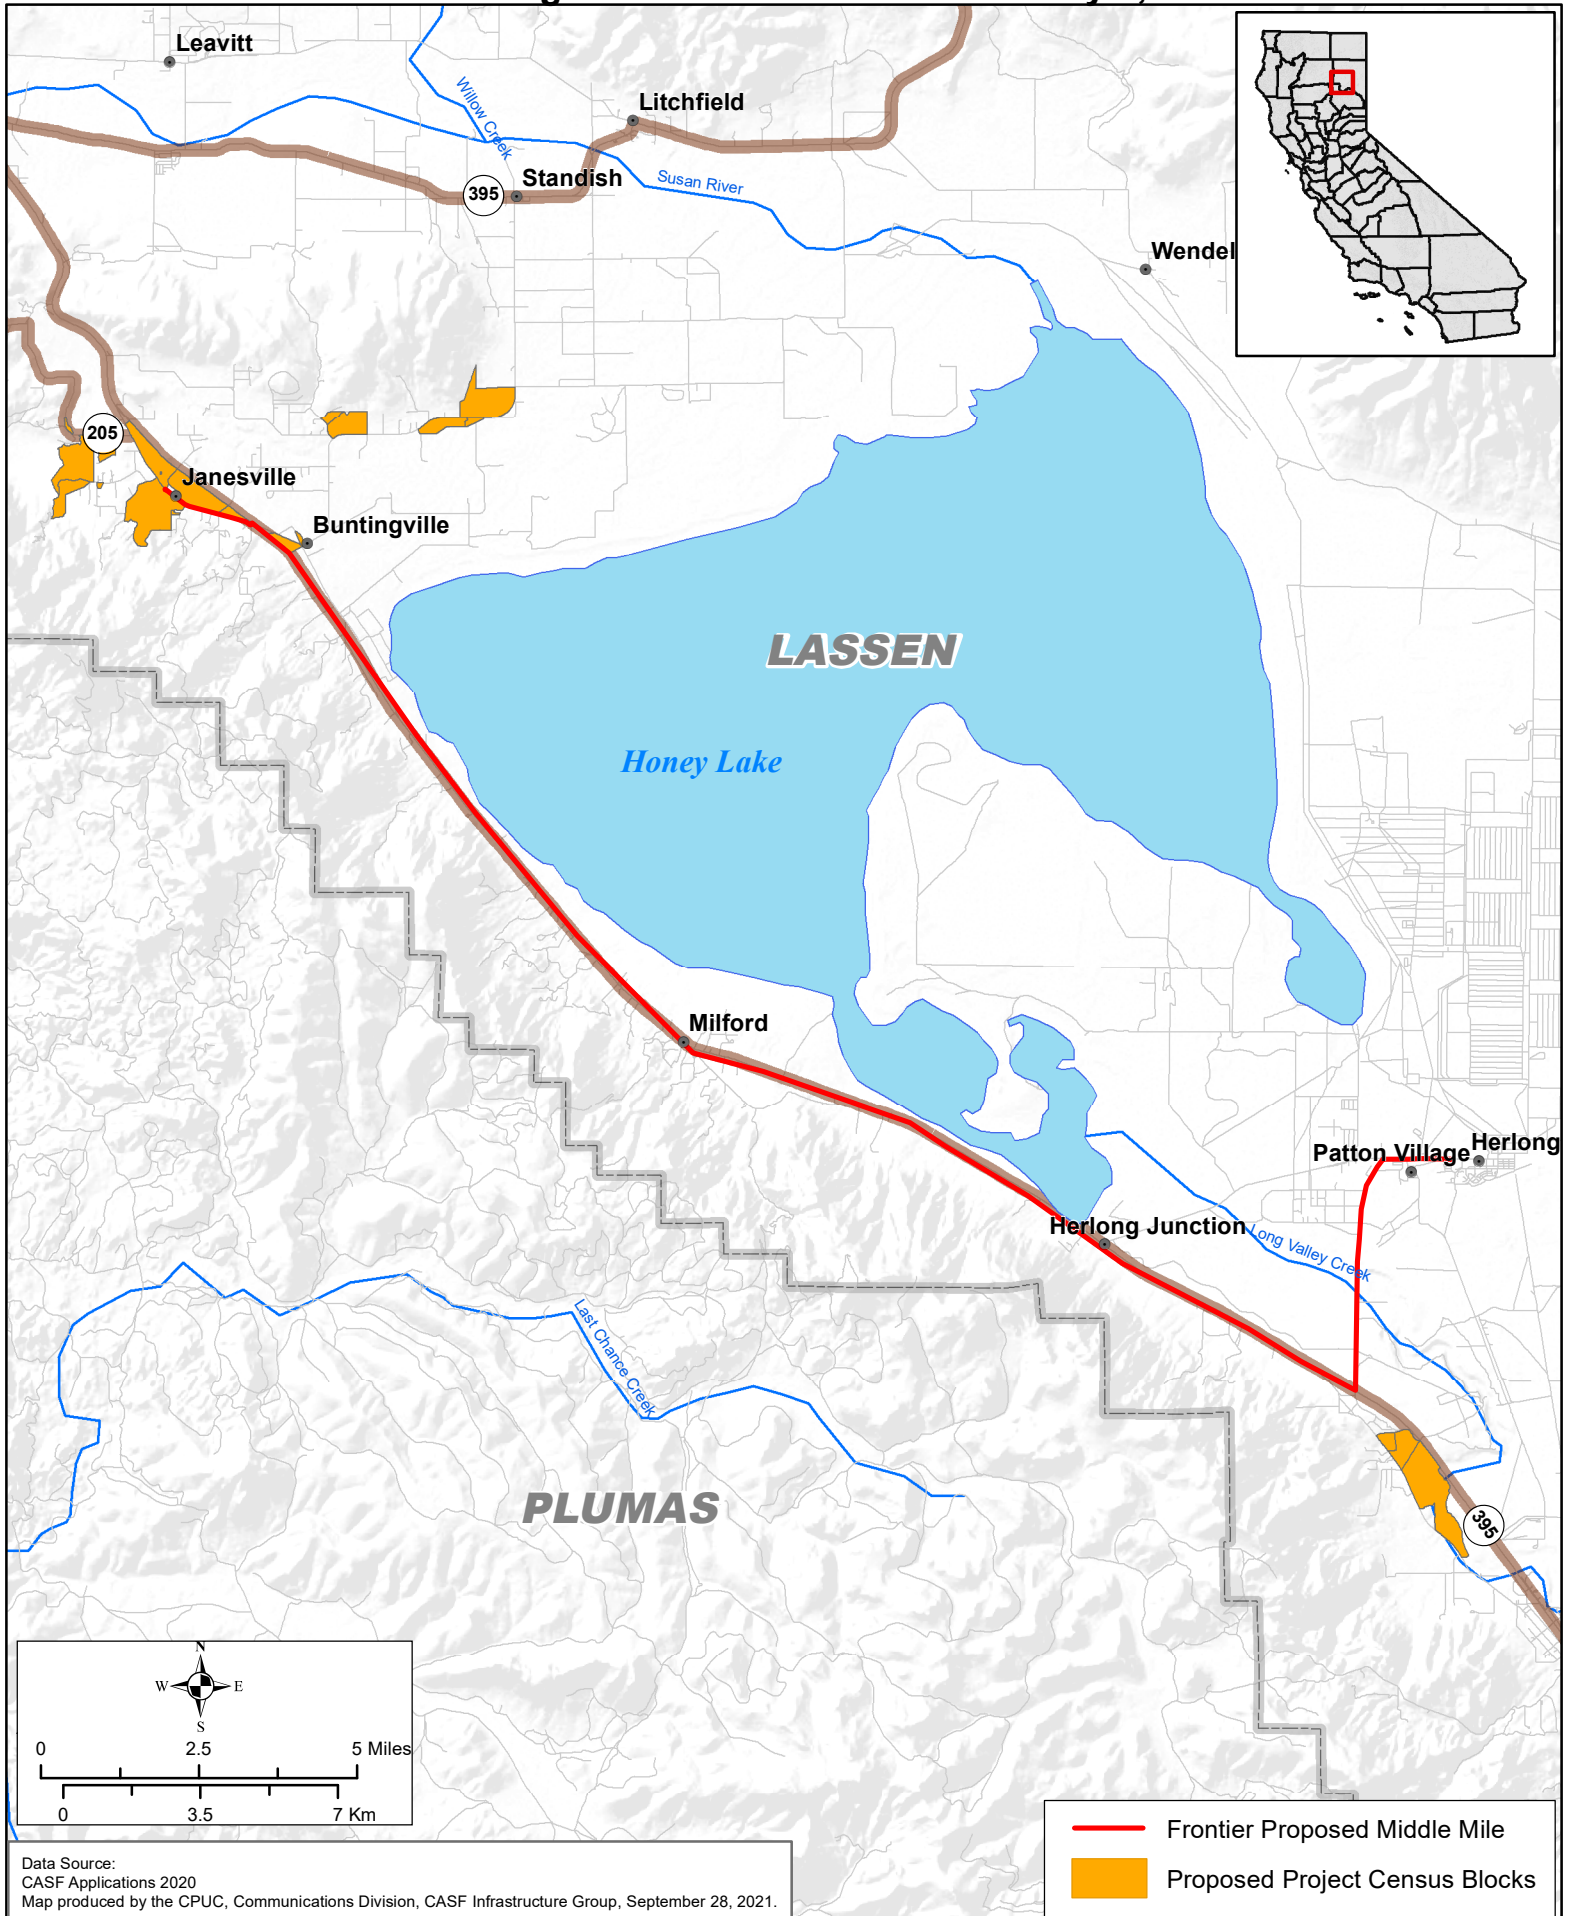 Leavitt
Willow Creek
Litchfield
Standish
395
Susan River
Wendel
205
Janesville
Buntingville
LASSEN
Honey Lake
Milford
Patton Village
Herlong
Herlong Junction
Long Valley Creek
Last Chance Creek
PLUMAS
395
N
W E
S
0 2.5 5 Miles
0 3.5 7 Km
Frontier Proposed Middle Mile
Proposed Project Census Blocks
Data Source:
CASF Applications 2020
Map produced by the CPUC, Communications Division, CASF Infrastructure Group, September 28, 2021.